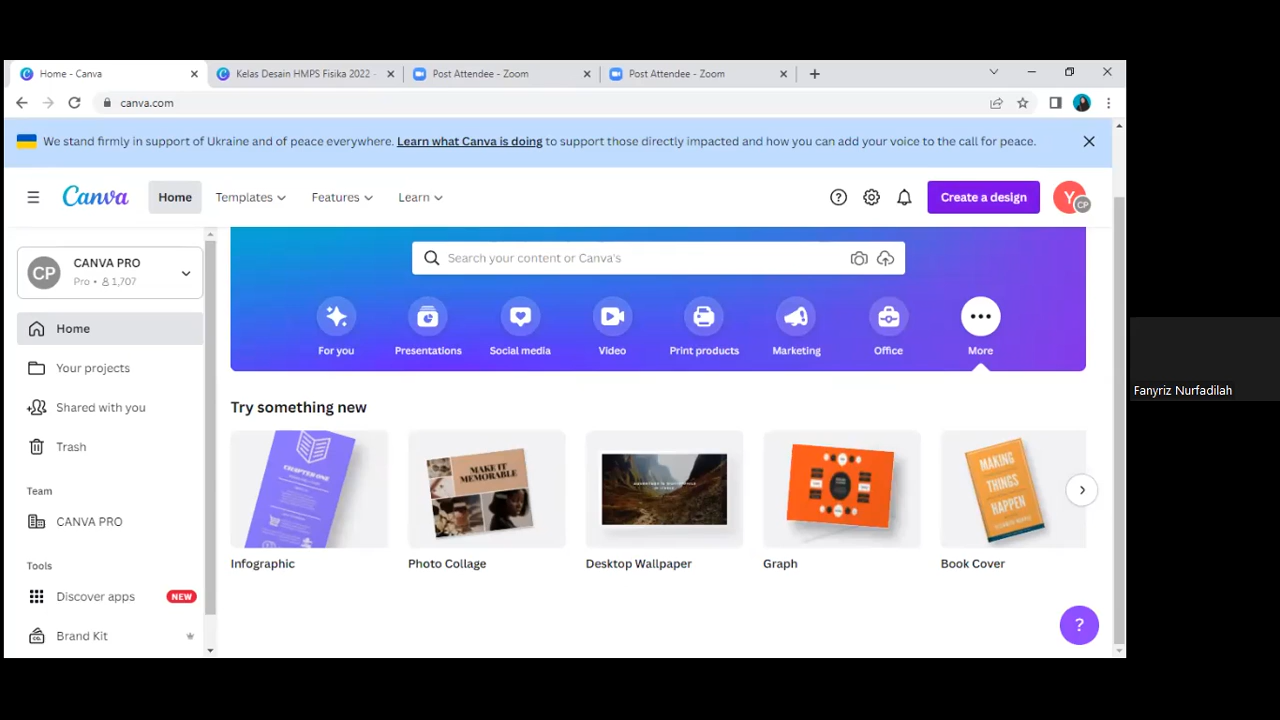 Home - Canva
Kelas Desain HMPS Fisika 2022 -
Post Attendee - Zoom
Post Attendee - Zoom
canva.com
We stand firmly in support of Ukraine and of peace everywhere. Learn what Canva is doing to support those directly impacted and how you can add your voice to the call for peace.
Canva
Home
Templates
Features
Learn
Create a design
Y
CP
CP
CANVA PRO
Pro • 1,707
Search your content or Canva's
For you
Presentations
Social media
Video
Print products
Marketing
Office
More
Home
Your projects
Shared with you
Trash
Team
CANVA PRO
Tools
Discover apps
NEW
Brand Kit
Try something new
CHAPTER ONE
MAKE IT
MEMORABLE
MAKING
THINGS
HAPPEN
Infographic
Photo Collage
Desktop Wallpaper
Graph
Book Cover
?
Fanyriz Nurfadilah